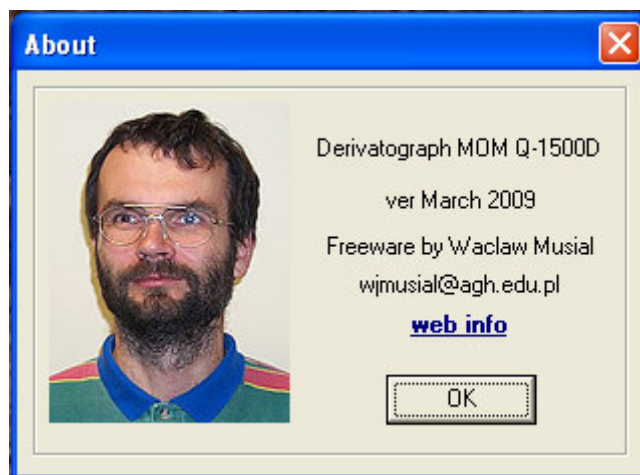 About
Derivatograph MOM Q-1500D
ver March 2009
Freeware by Waclaw Musial
wjmusial@agh.edu.pl
web info
OK